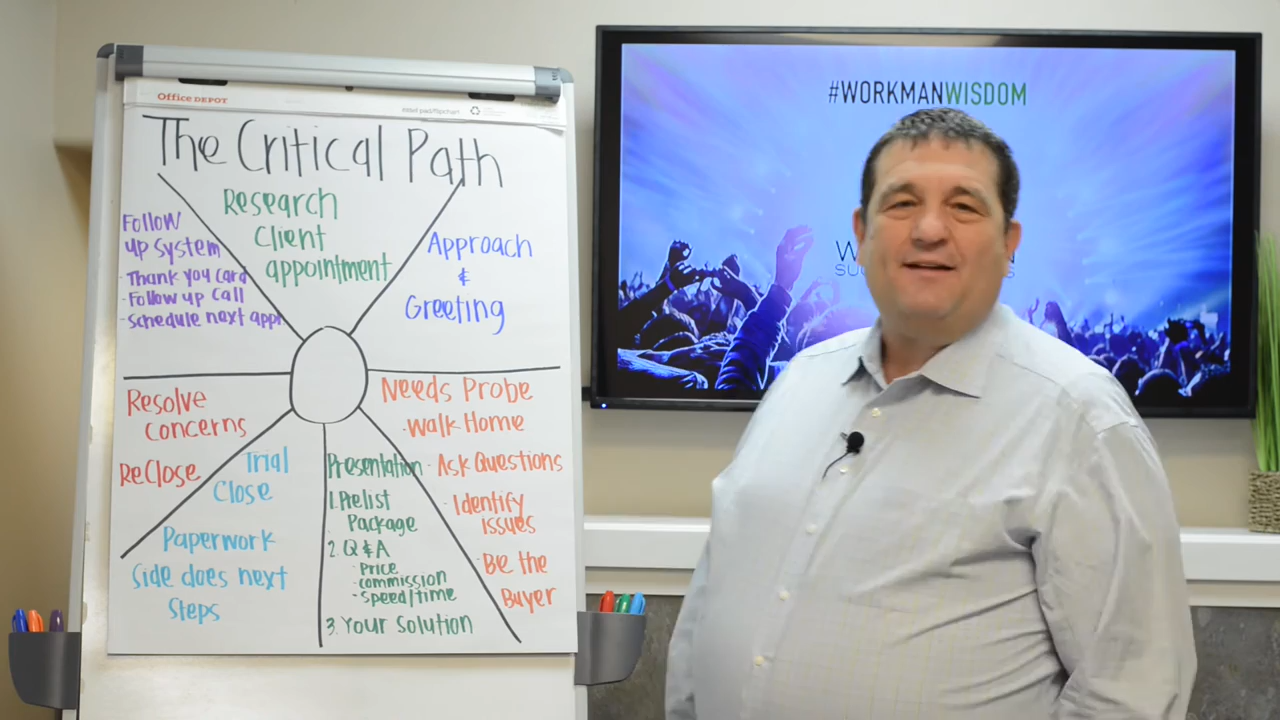 Office DEPOT
The Critical Path
Research
Client
appointment
Approach
&
Greeting
Needs Probe
-Walk Home
- Ask Questions
- Identify
issues
- Be the
Buyer
Presentation
1. Prelist
Package
2. Q & A
- Price
- commission
- speed/time
3. Your Solution
Trial
Close
Paperwork
Side does next
Steps
Resolve
Concerns
ReClose
Follow
up system
- Thank you Card
- Follow up Call
- Schedule next appt
#WORKMANWISDOM